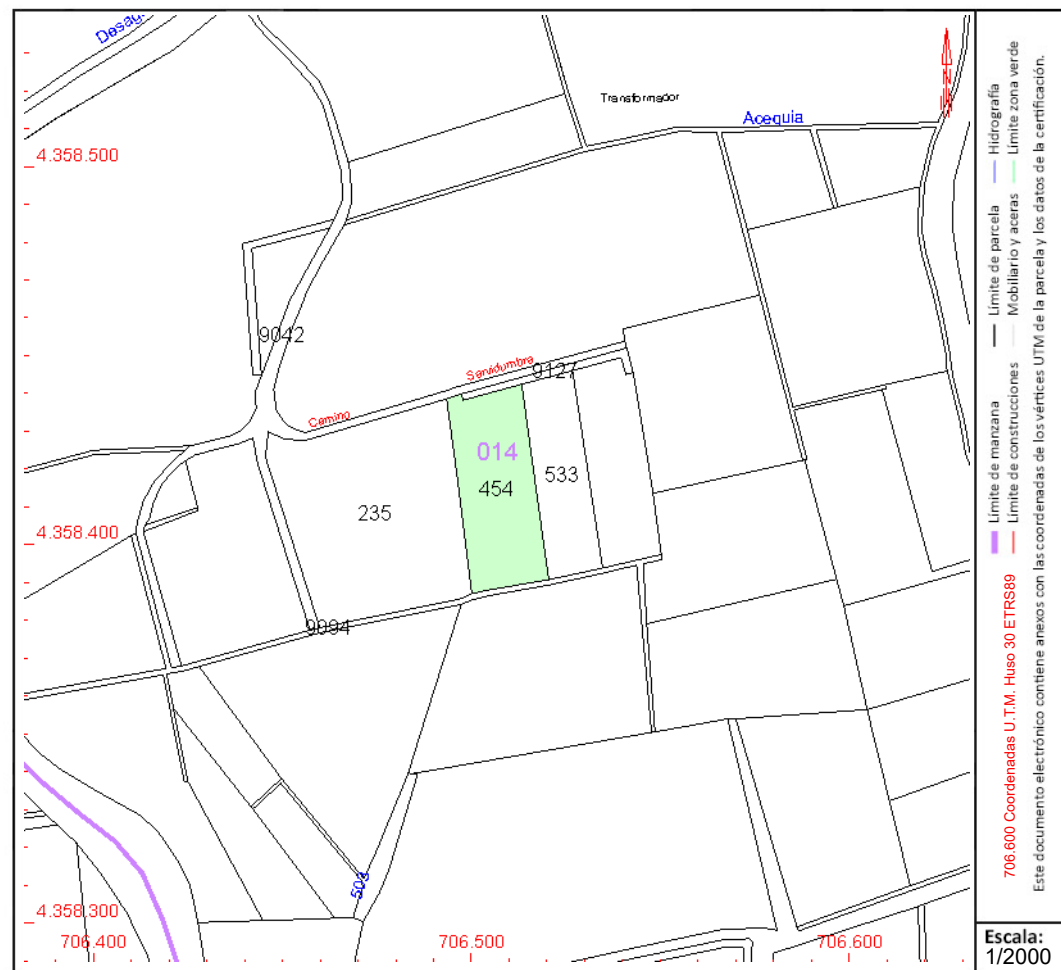 Desag
Transformador
Acequia
4.358.500
9042
Servidumbre
9127
Camino
014
454
533
235
4.358.400
9094
503
4.358.300
706.400
706.500
706.600
Límite de manzana
Límite de parcela
Hidrografía
Límite de construcciones
Mobiliario y aceras
Límite zona verde
706.600 Coordenadas U.T.M. Huso 30 ETRS89
Este documento electrónico contiene anexos con las coordenadas de los vértices UTM de la parcela y los datos de la certificación.
Escala:
1/2000